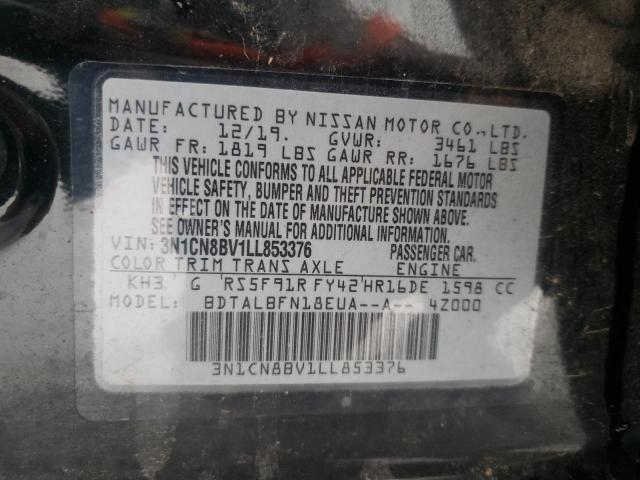 MANUFACTURED BY NISSAN MOTOR CO.,LTD.
DATE: 12/19. GVWR: 3461 LBS
GAWR FR: 1819 LBS GAWR RR: 1676 LBS
THIS VEHICLE CONFORMS TO ALL APPLICABLE FEDERAL MOTOR
VEHICLE SAFETY, BUMPER AND THEFT PREVENTION STANDARDS
IN EFFECT ON THE DATE OF MANUFACTURE SHOWN ABOVE.
SEE OWNER'S MANUAL FOR ADDITIONAL INFORMATION.
VIN: 3N1CN8BV1LL853376 PASSENGER CAR.
COLOR TRIM TRANS AXLE ENGINE
KH3 G RS5F91R FY42 HR16DE 1598 CC
MODEL: BDTALBFN18EUA--A-- 4Z000
3N1CN8BV1LL853376